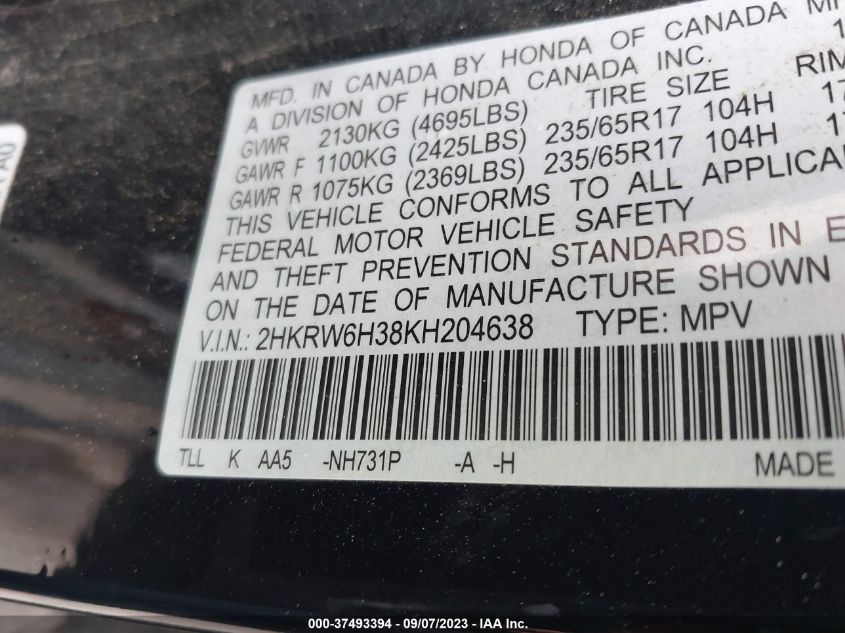 MFD. IN CANADA BY HONDA OF CANADA
A DIVISION OF HONDA CANADA INC.
TIRE SIZE
GVWR 2130KG (4695LBS)
GAWR F 1100KG (2425LBS) 235/65R17 104H 17
GAWR R 1075KG (2369LBS) 235/65R17 104H 17
THIS VEHICLE CONFORMS TO ALL
FEDERAL MOTOR VEHICLE SAFETY
AND THEFT PREVENTION STANDARDS IN
ON THE DATE OF MANUFACTURE SHOWN
V.I.N.: 2HKRW6H38KH204638 TYPE: MPV
TLL K AA5 -NH731P -A -H MADE
000-37493394 - 09/07/2023 - IAA Inc.